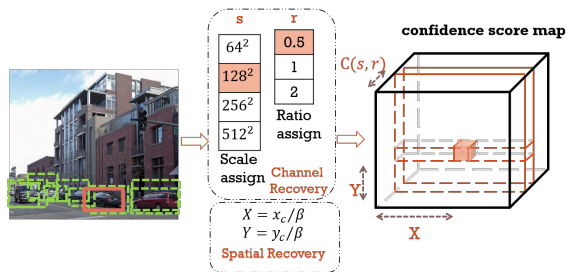 s r
64²
128²
256²
512²
Scale
assign
0.5
1
2
Ratio
assign
Channel
Recovery
X = x_c/β
Y = y_c/β
Spatial Recovery
confidence score map
C(s,r)
Y
X